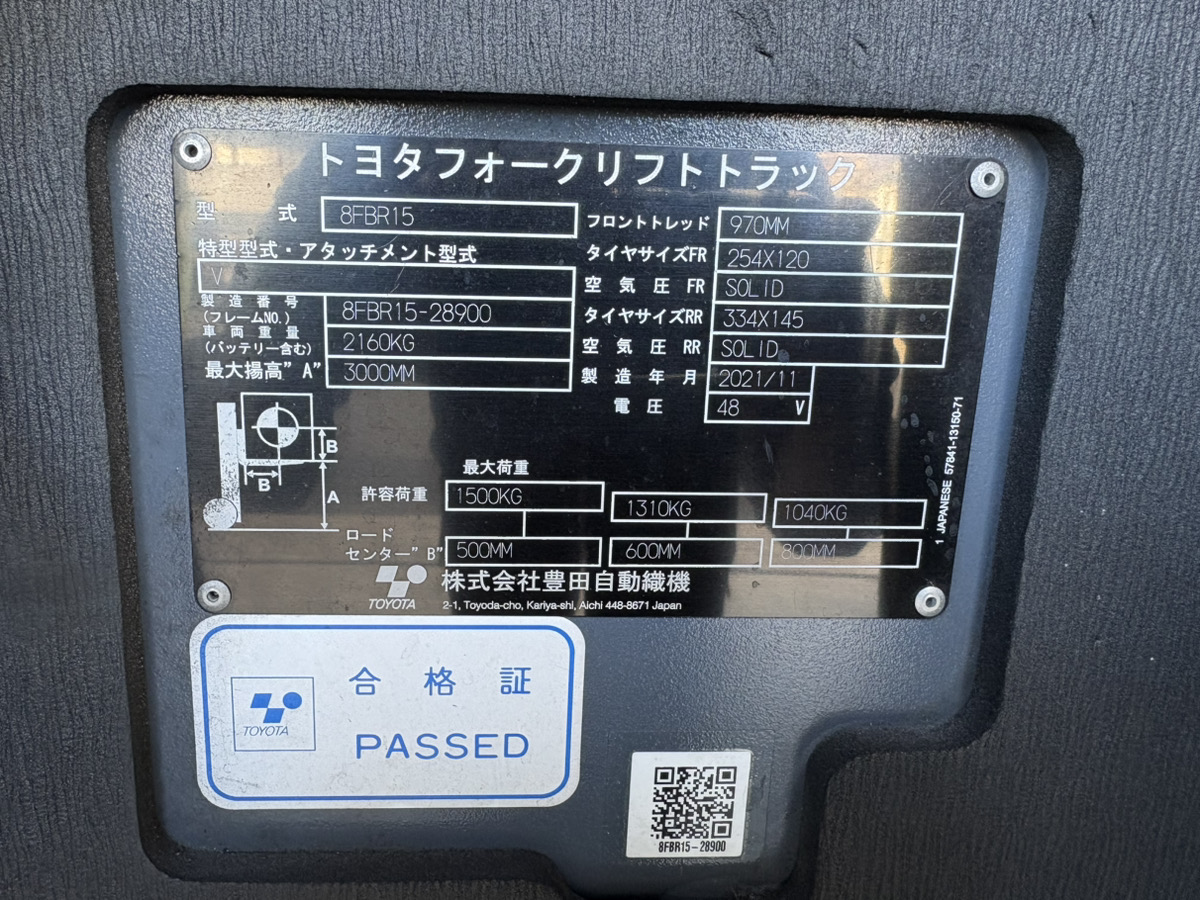 トヨタフォークリフトトラック
型 式 8FBR15
特型型式・アタッチメント型式
V
製造番号 (フレームNO.) 8FBR15-28900
車両重量 (バッテリー含む) 2160KG
最大揚高"A" 3000MM
フロントトレッド 970MM
タイヤサイズFR 254X120
空気圧 FR SOLID
タイヤサイズRR 334X145
空気圧 RR SOLID
製造年月 2021/11
電圧 48 V
B
B
A
最大荷重
許容荷重 1500KG 1310KG 1040KG
ロード
センター"B" 500MM 600MM 800MM
TOYOTA 株式会社豊田自動織機
2-1, Toyoda-cho, Kariya-shi, Aichi 448-8671 Japan
1 JAPANESE 57841-13150-71
合格証
TOYOTA
PASSED
8FBR15-28900